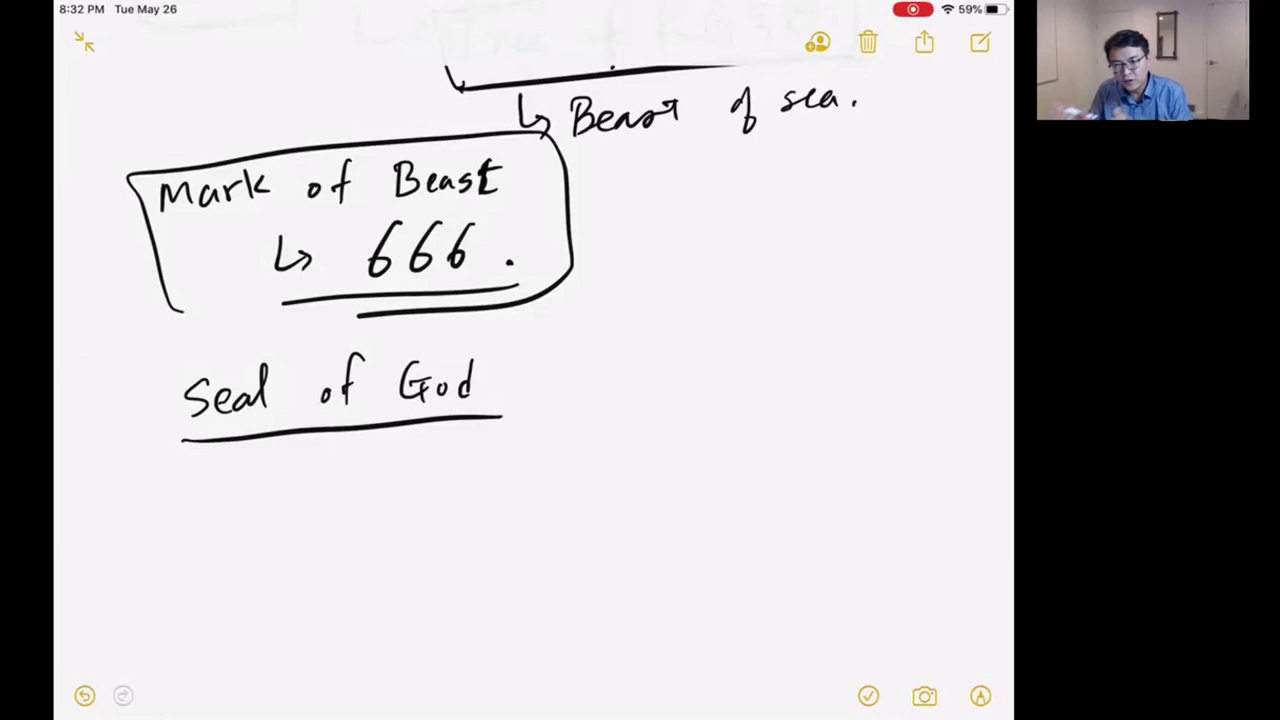 8:32 PM Tue May 26
59%
↳ Beast of sea.
Mark of Beast
↳ 666.
Seal of God